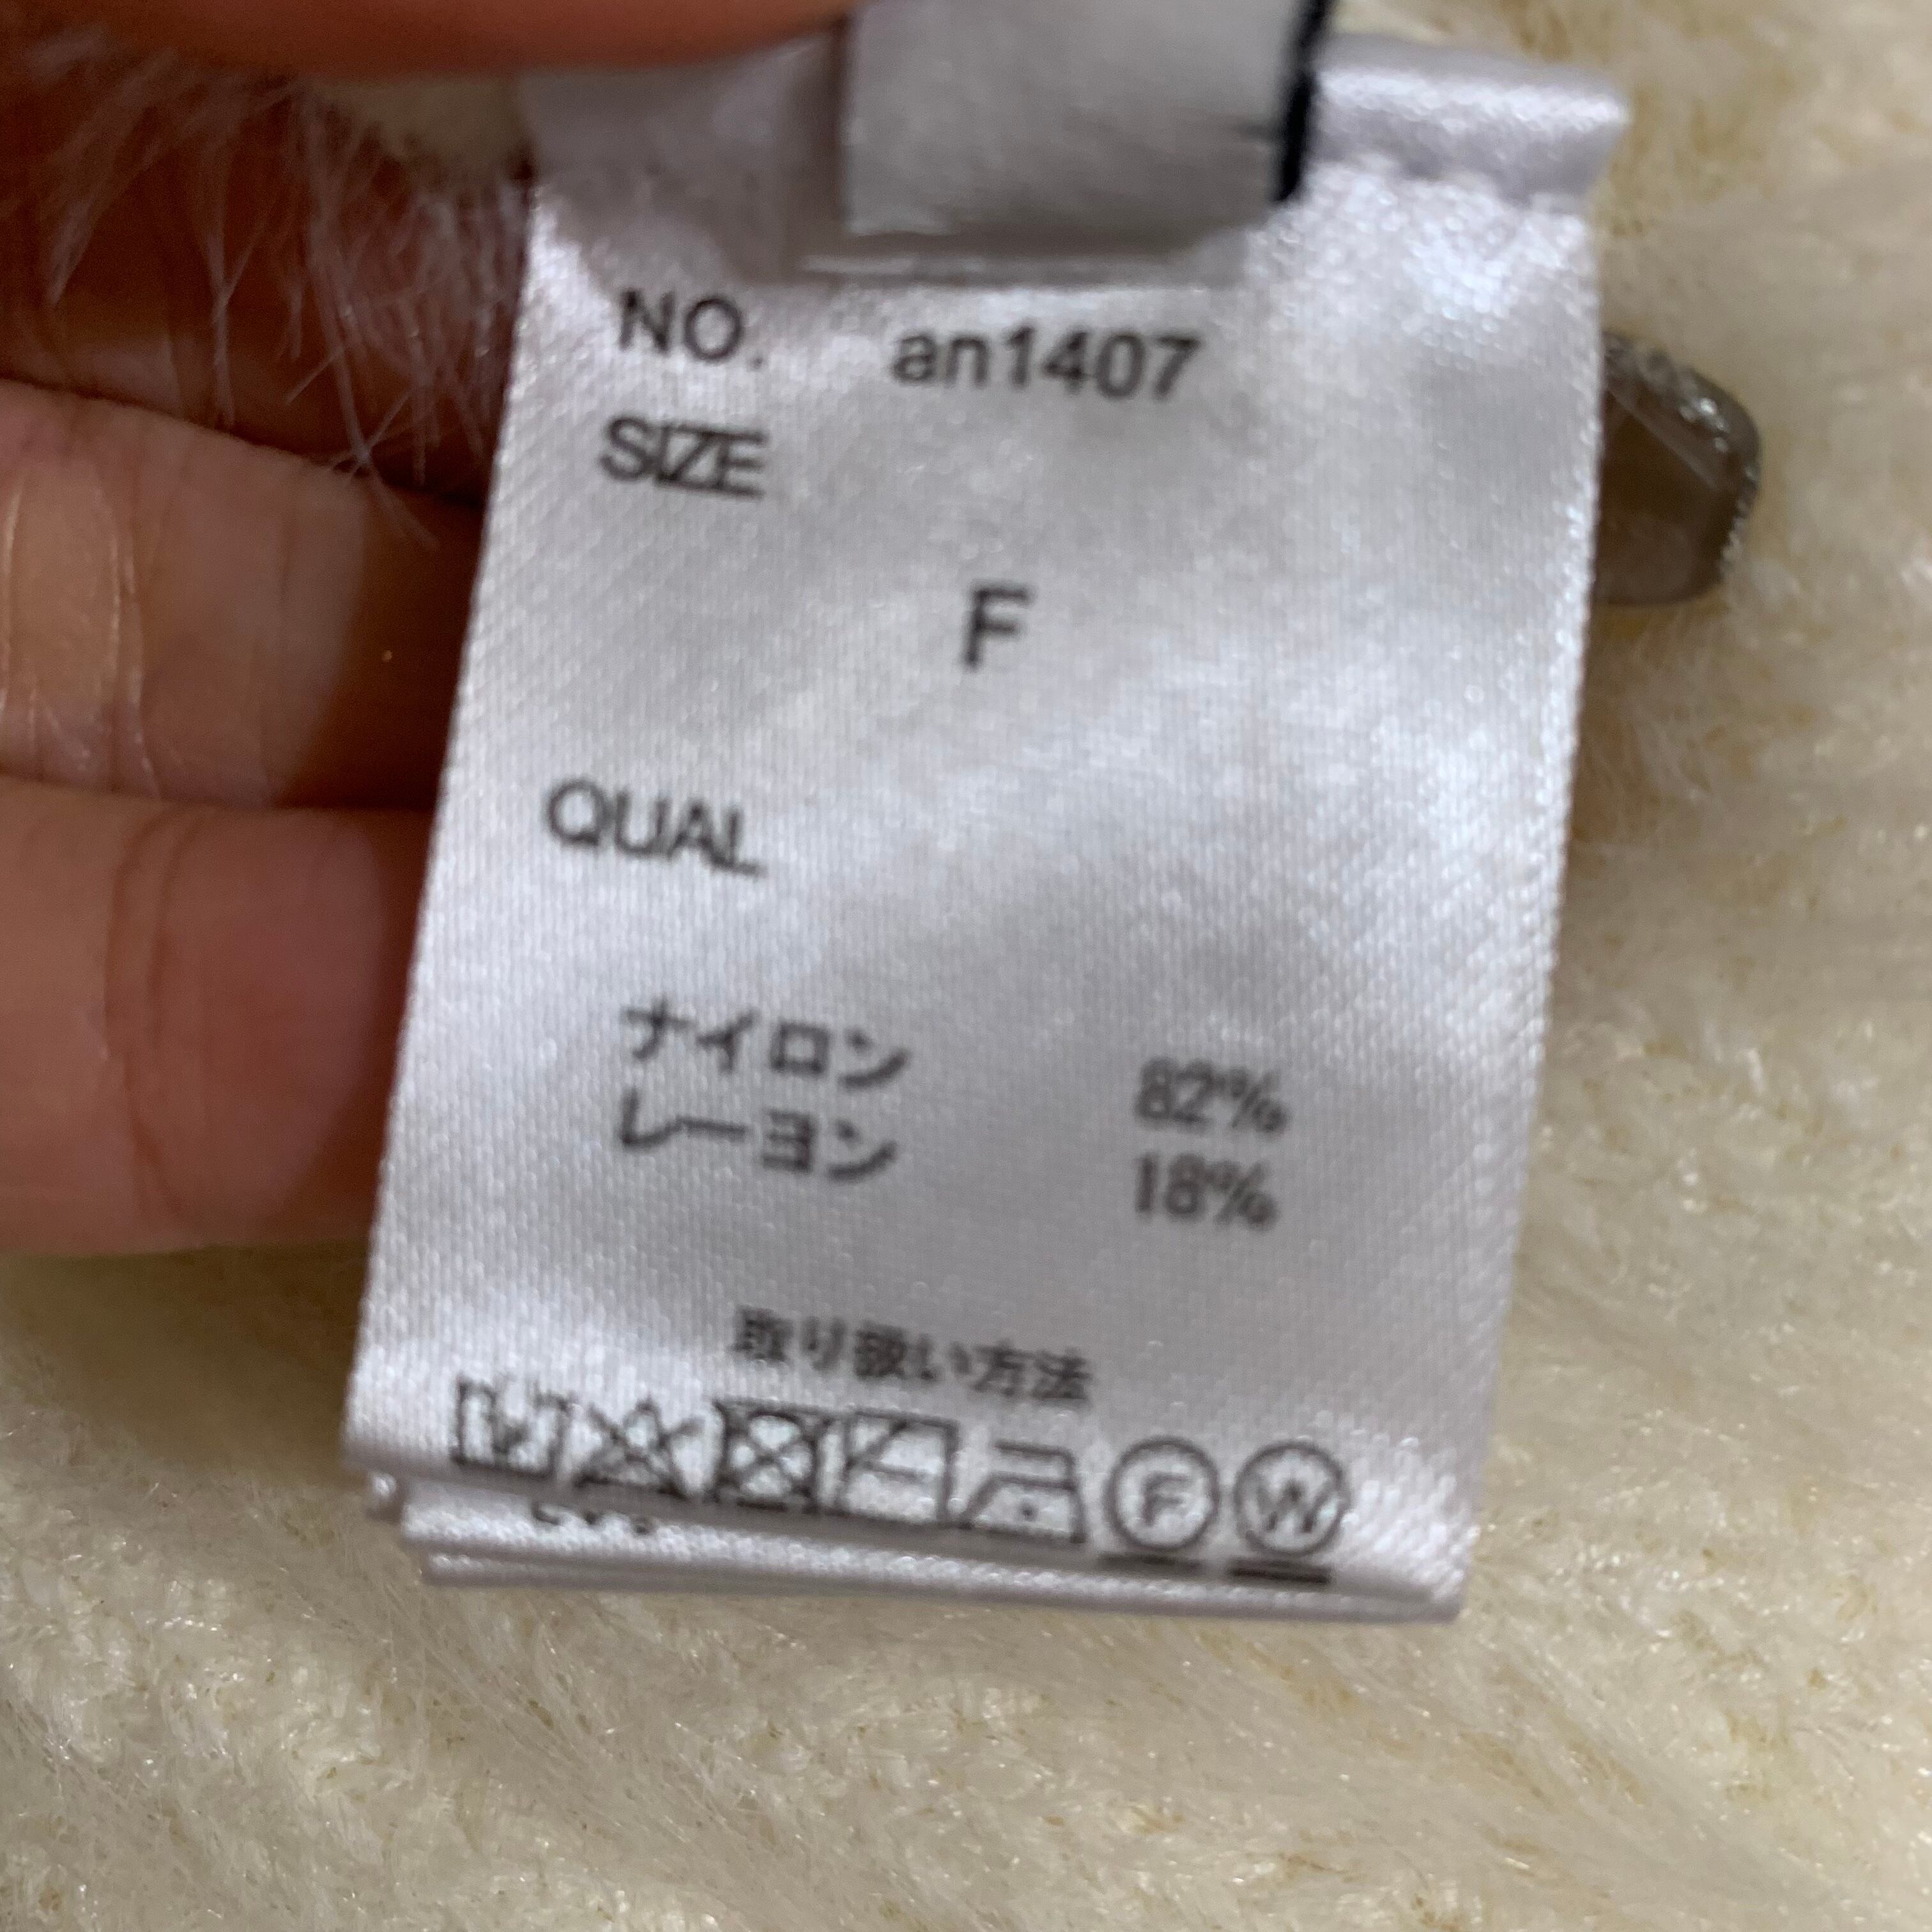 NO. an1407
SIZE
F
QUAL
ナイロン 82%
レーヨン 18%
取り扱い方法
F W